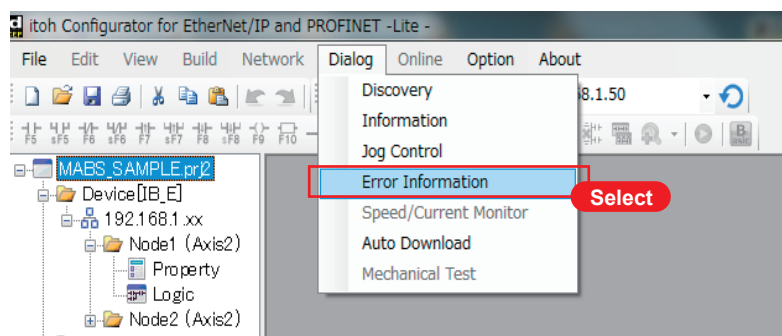 itoh Configurator for EtherNet/IP and PROFINET -Lite -
File Edit View Build Network Dialog Online Option About
Discovery
8.1.50
Information
F5 sF5 F6 sF6 F7 sF7 F8 sF8 F9 F10
Jog Control
MABS_SAMPLE.prj2
Error Information
Select
Device[IB_E]
Speed/Current Monitor
192.168.1.xx
Auto Download
Node1 (Axis2)
Mechanical Test
Property
Logic
Node2 (Axis2)